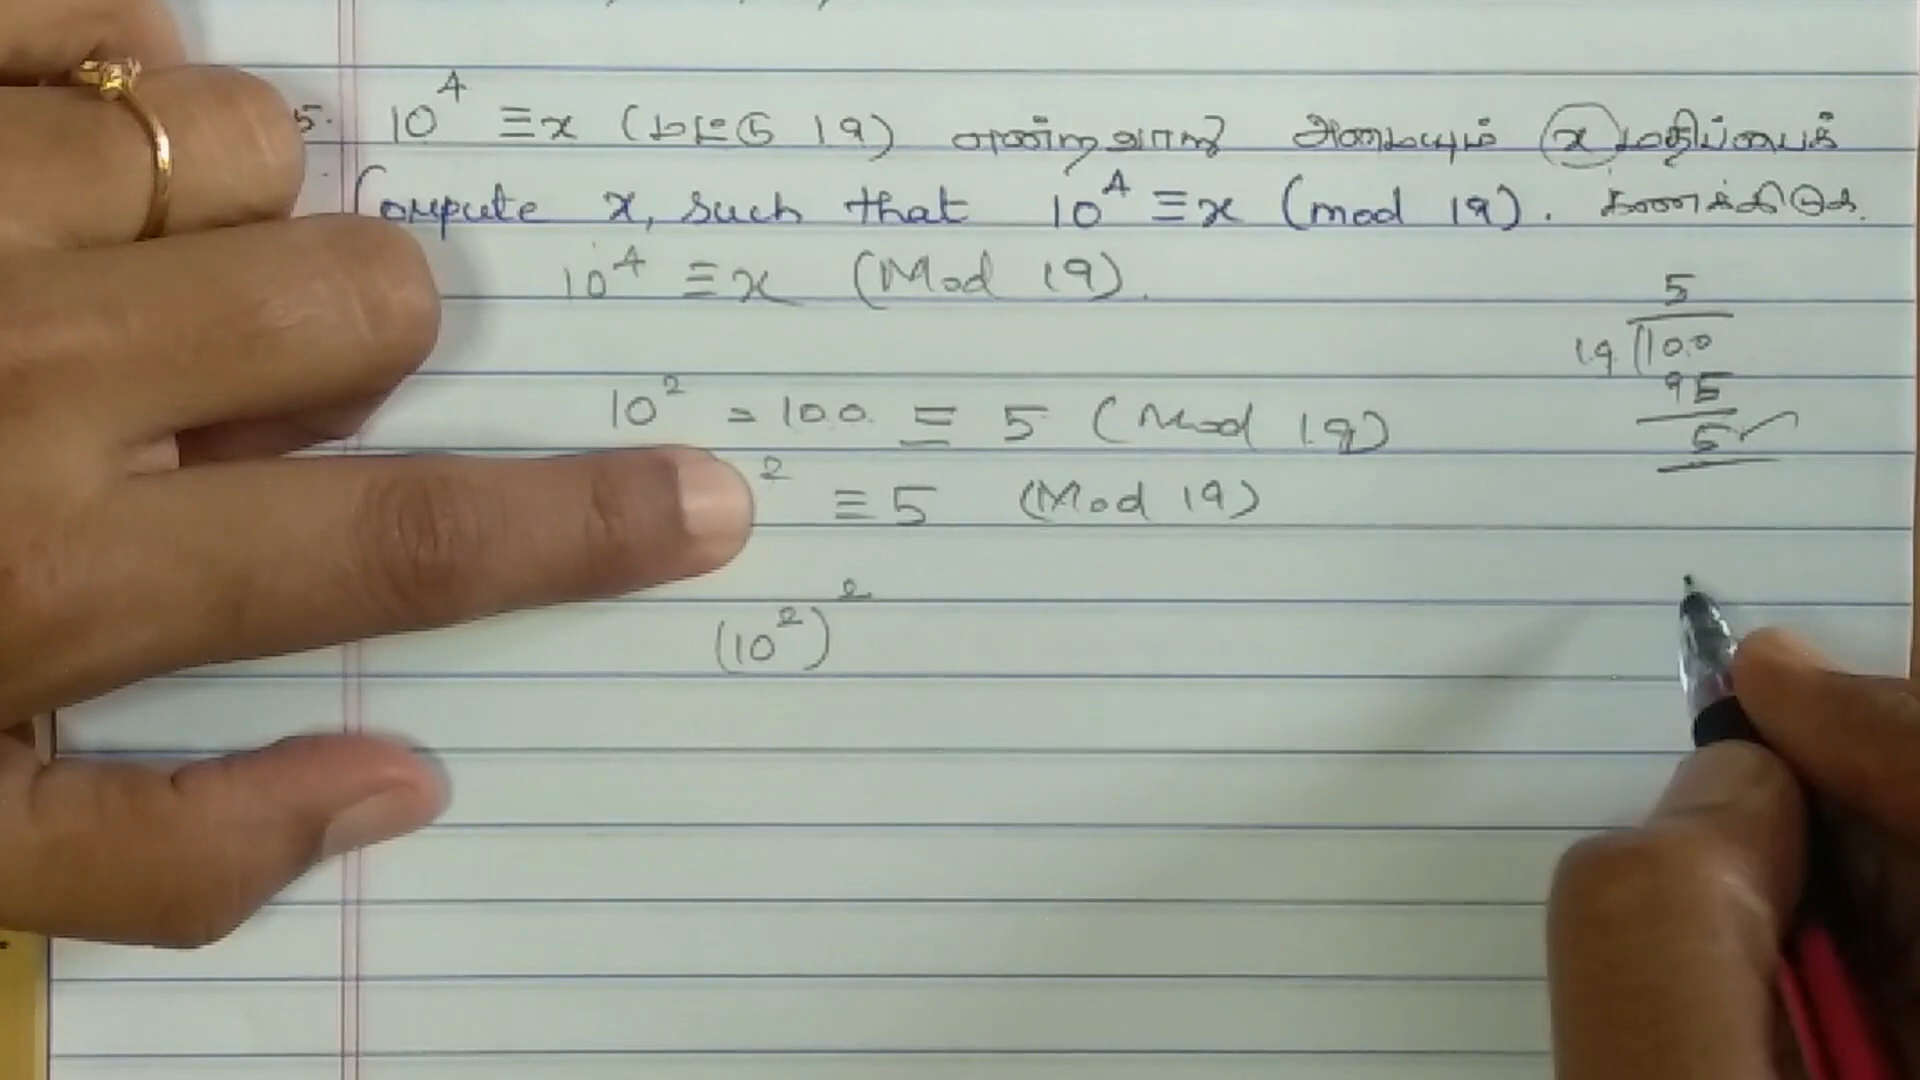 5. 10⁴ ≡ x (மட்டு 19) என்றவாறு அமையும் x மதிப்பைக்
Compute x, such that 10⁴ ≡ x (mod 19). கணக்கிடுக.
10⁴ ≡ x (Mod 19).
10² = 100 ≡ 5 (Mod 19)
² ≡ 5 (Mod 19)
(10²)²
5
19 100
95
5